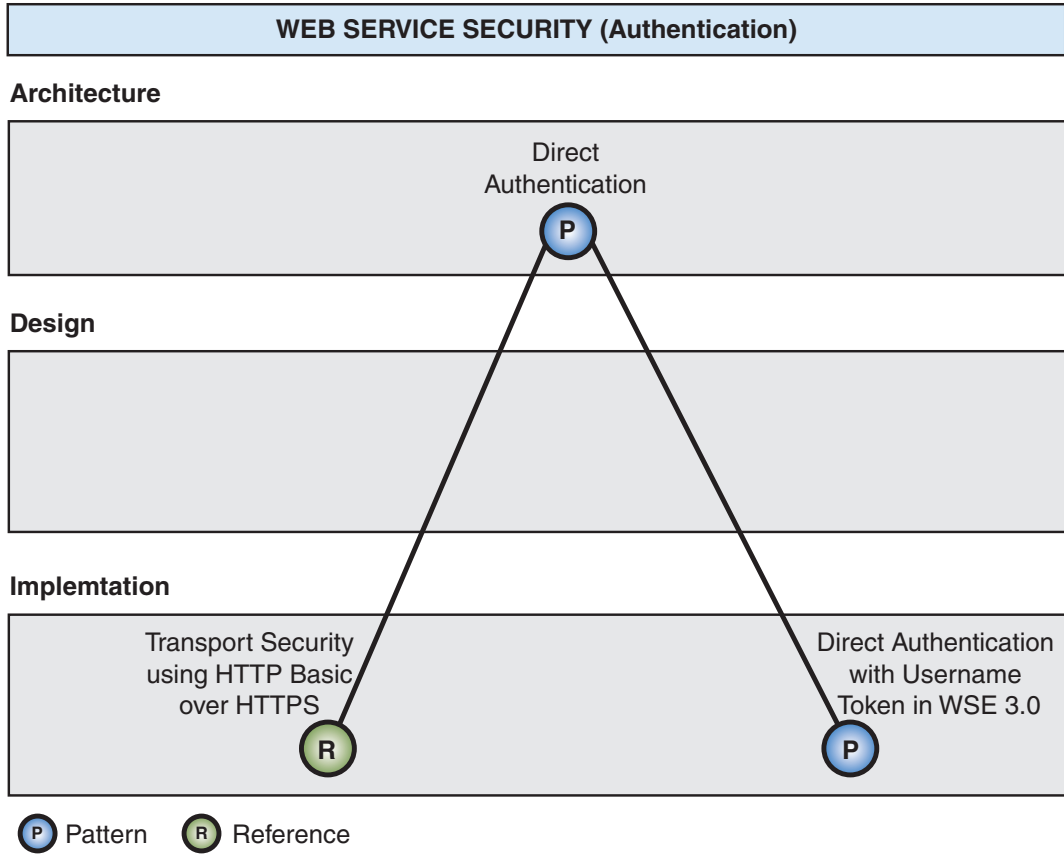 WEB SERVICE SECURITY (Authentication)
Architecture
Direct
Authentication
P
Design
Implemtation
Transport Security
using HTTP Basic
over HTTPS
R
Direct Authentication
with Username
Token in WSE 3.0
P
P Pattern R Reference